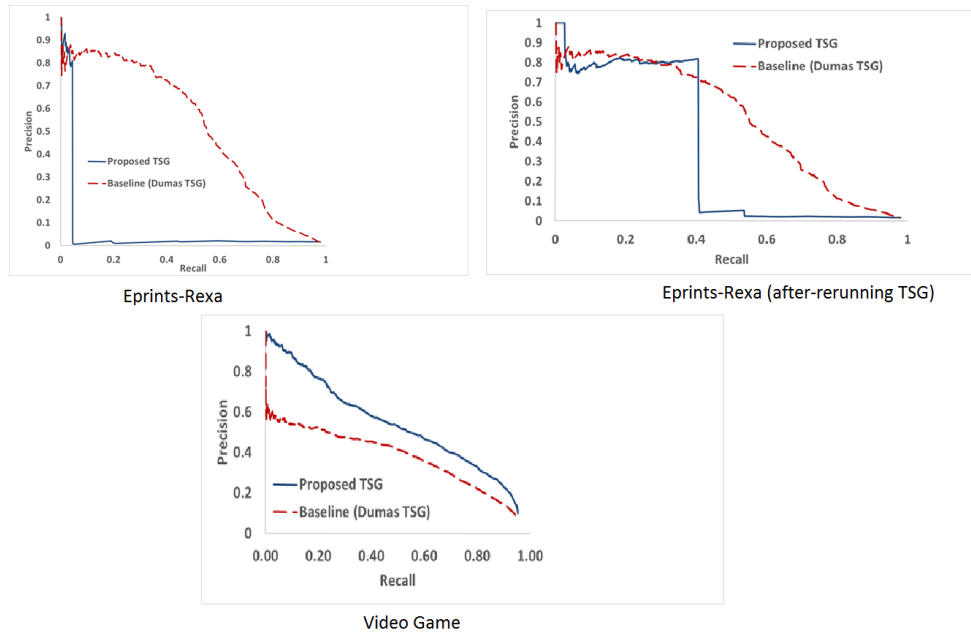 1
0.9
0.8
0.7
0.6
0.5
0.4
0.3
0.2
0.1
0
Precision
Proposed TSG
Baseline (Dumas TSG)
0 0.2 0.4 0.6 0.8 1
Recall
Eprints-Rexa
1
0.9
0.8
0.7
0.6
0.5
0.4
0.3
0.2
0.1
0
Precision
Proposed TSG
Baseline (Dumas TSG)
0 0.2 0.4 0.6 0.8 1
Recall
Eprints-Rexa (after-rerunning TSG)
1
0.8
0.6
0.4
0.2
0
Precision
Proposed TSG
Baseline (Dumas TSG)
0.00 0.20 0.40 0.60 0.80 1.00
Recall
Video Game